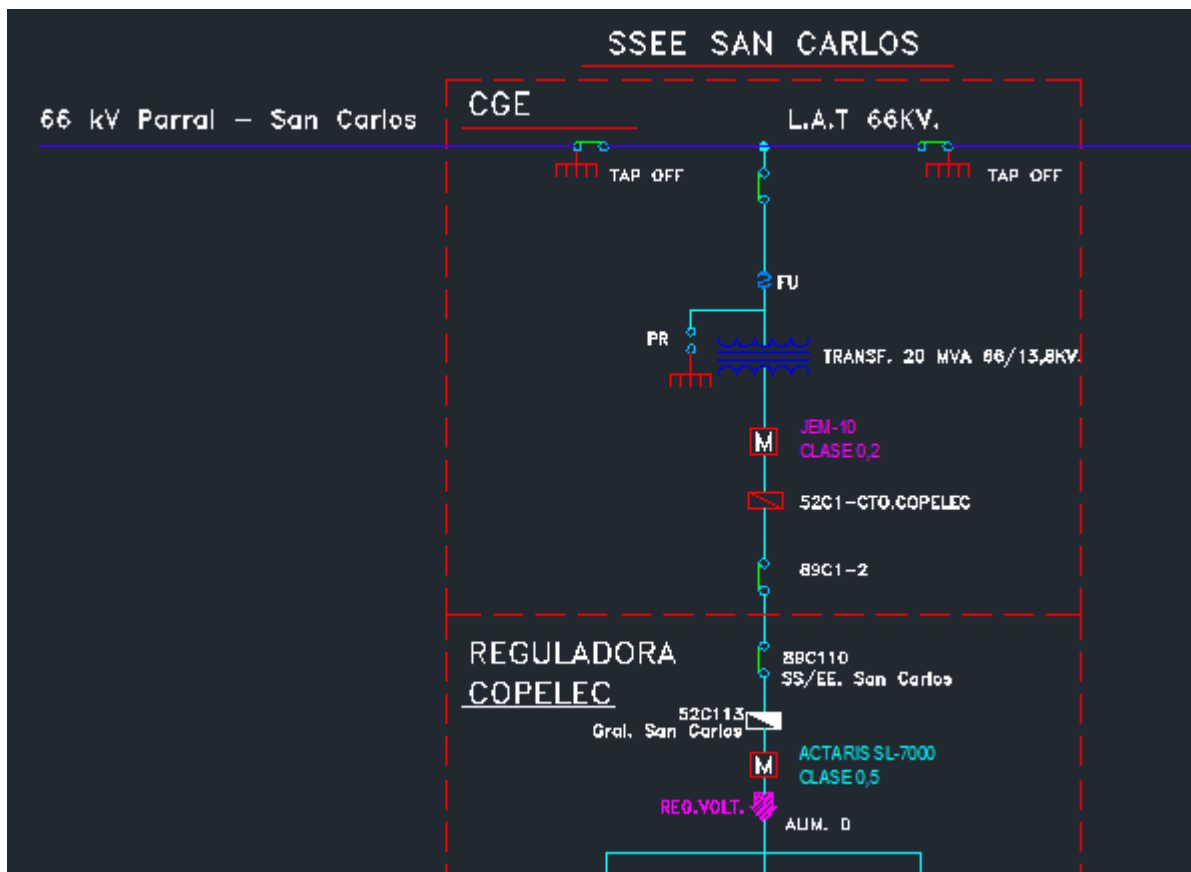 SSEE SAN CARLOS
CGE
66 kV Parral - San Carlos
L.A.T 66KV.
TAP OFF
TAP OFF
FU
PR
TRANSF. 20 MVA 66/13,8KV.
M
JEM-10
CLASE 0,2
52C1-CTO.COPELEC
89C1-2
REGULADORA
COPELEC
89C110
SS/EE. San Carlos
52C113
Gral. San Carlos
M
ACTARIS SL-7000
CLASE 0,5
REG.VOLT.
ALIM. D